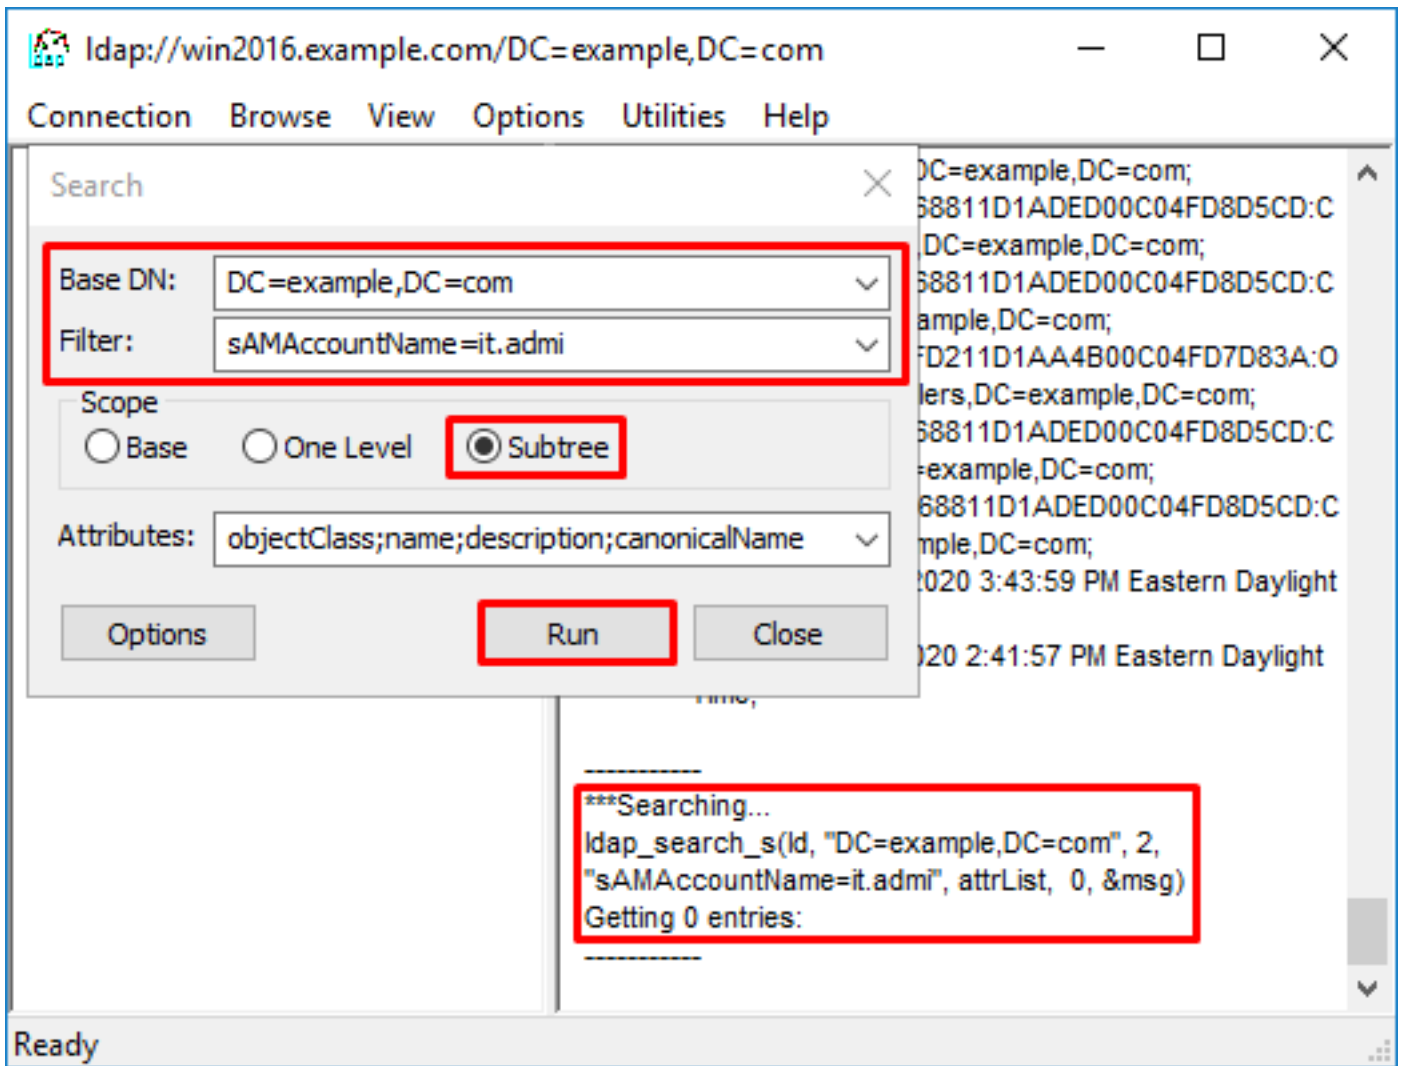 ldap://win2016.example.com/DC=example,DC=com
Connection Browse View Options Utilities Help
Search
Base DN: DC=example,DC=com
Filter: sAMAccountName=it.admi
Scope
Base One Level Subtree
Attributes: objectClass;name;description;canonicalName
Options Run Close
DC=example,DC=com;
68811D1ADED00C04FD8D5CD:C
,DC=example,DC=com;
68811D1ADED00C04FD8D5CD:C
ample,DC=com;
FD211D1AA4B00C04FD7D83A:O
lers,DC=example,DC=com;
68811D1ADED00C04FD8D5CD:C
=example,DC=com;
68811D1ADED00C04FD8D5CD:C
mple,DC=com;
2020 3:43:59 PM Eastern Daylight
020 2:41:57 PM Eastern Daylight
Time;
-----------
***Searching...
ldap_search_s(ld, "DC=example,DC=com", 2,
"sAMAccountName=it.admi", attrList, 0, &msg)
Getting 0 entries:
-----------
Ready